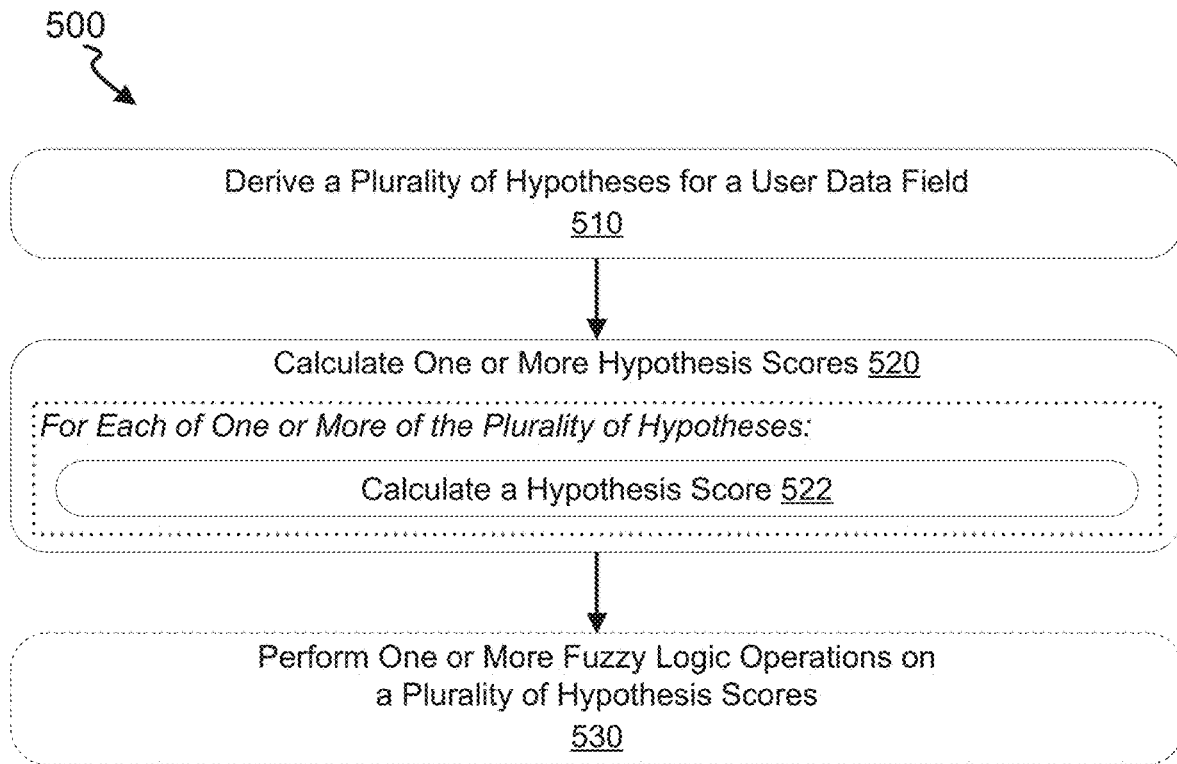 500
Derive a Plurality of Hypotheses for a User Data Field
510
Calculate One or More Hypothesis Scores 520
For Each of One or More of the Plurality of Hypotheses:
Calculate a Hypothesis Score 522
Perform One or More Fuzzy Logic Operations on
a Plurality of Hypothesis Scores
530